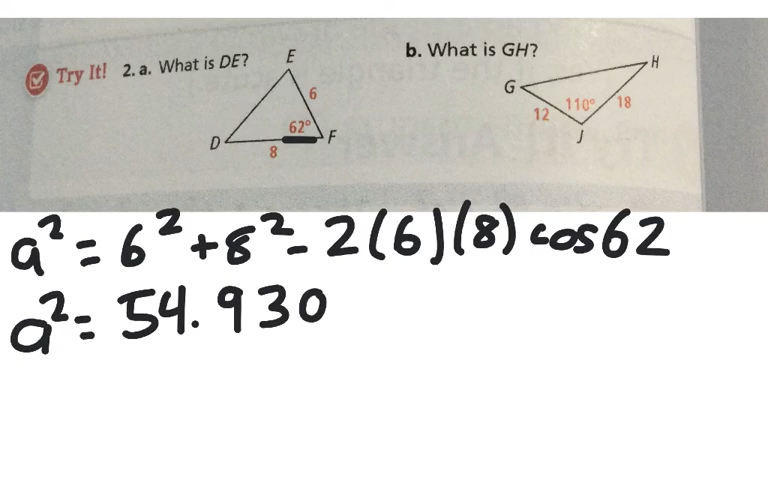 Try It! 2. a. What is DE?
E
6
62°
D
F
8
b. What is GH?
H
G
110°
18
12
J
a² = 6² + 8² - 2(6)(8) cos62
a² = 54.930